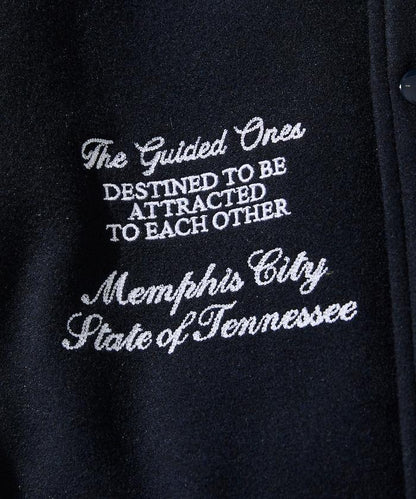 The Guided Ones
DESTINED TO BE
ATTRACTED
TO EACH OTHER
Memphis City
State of Tennessee